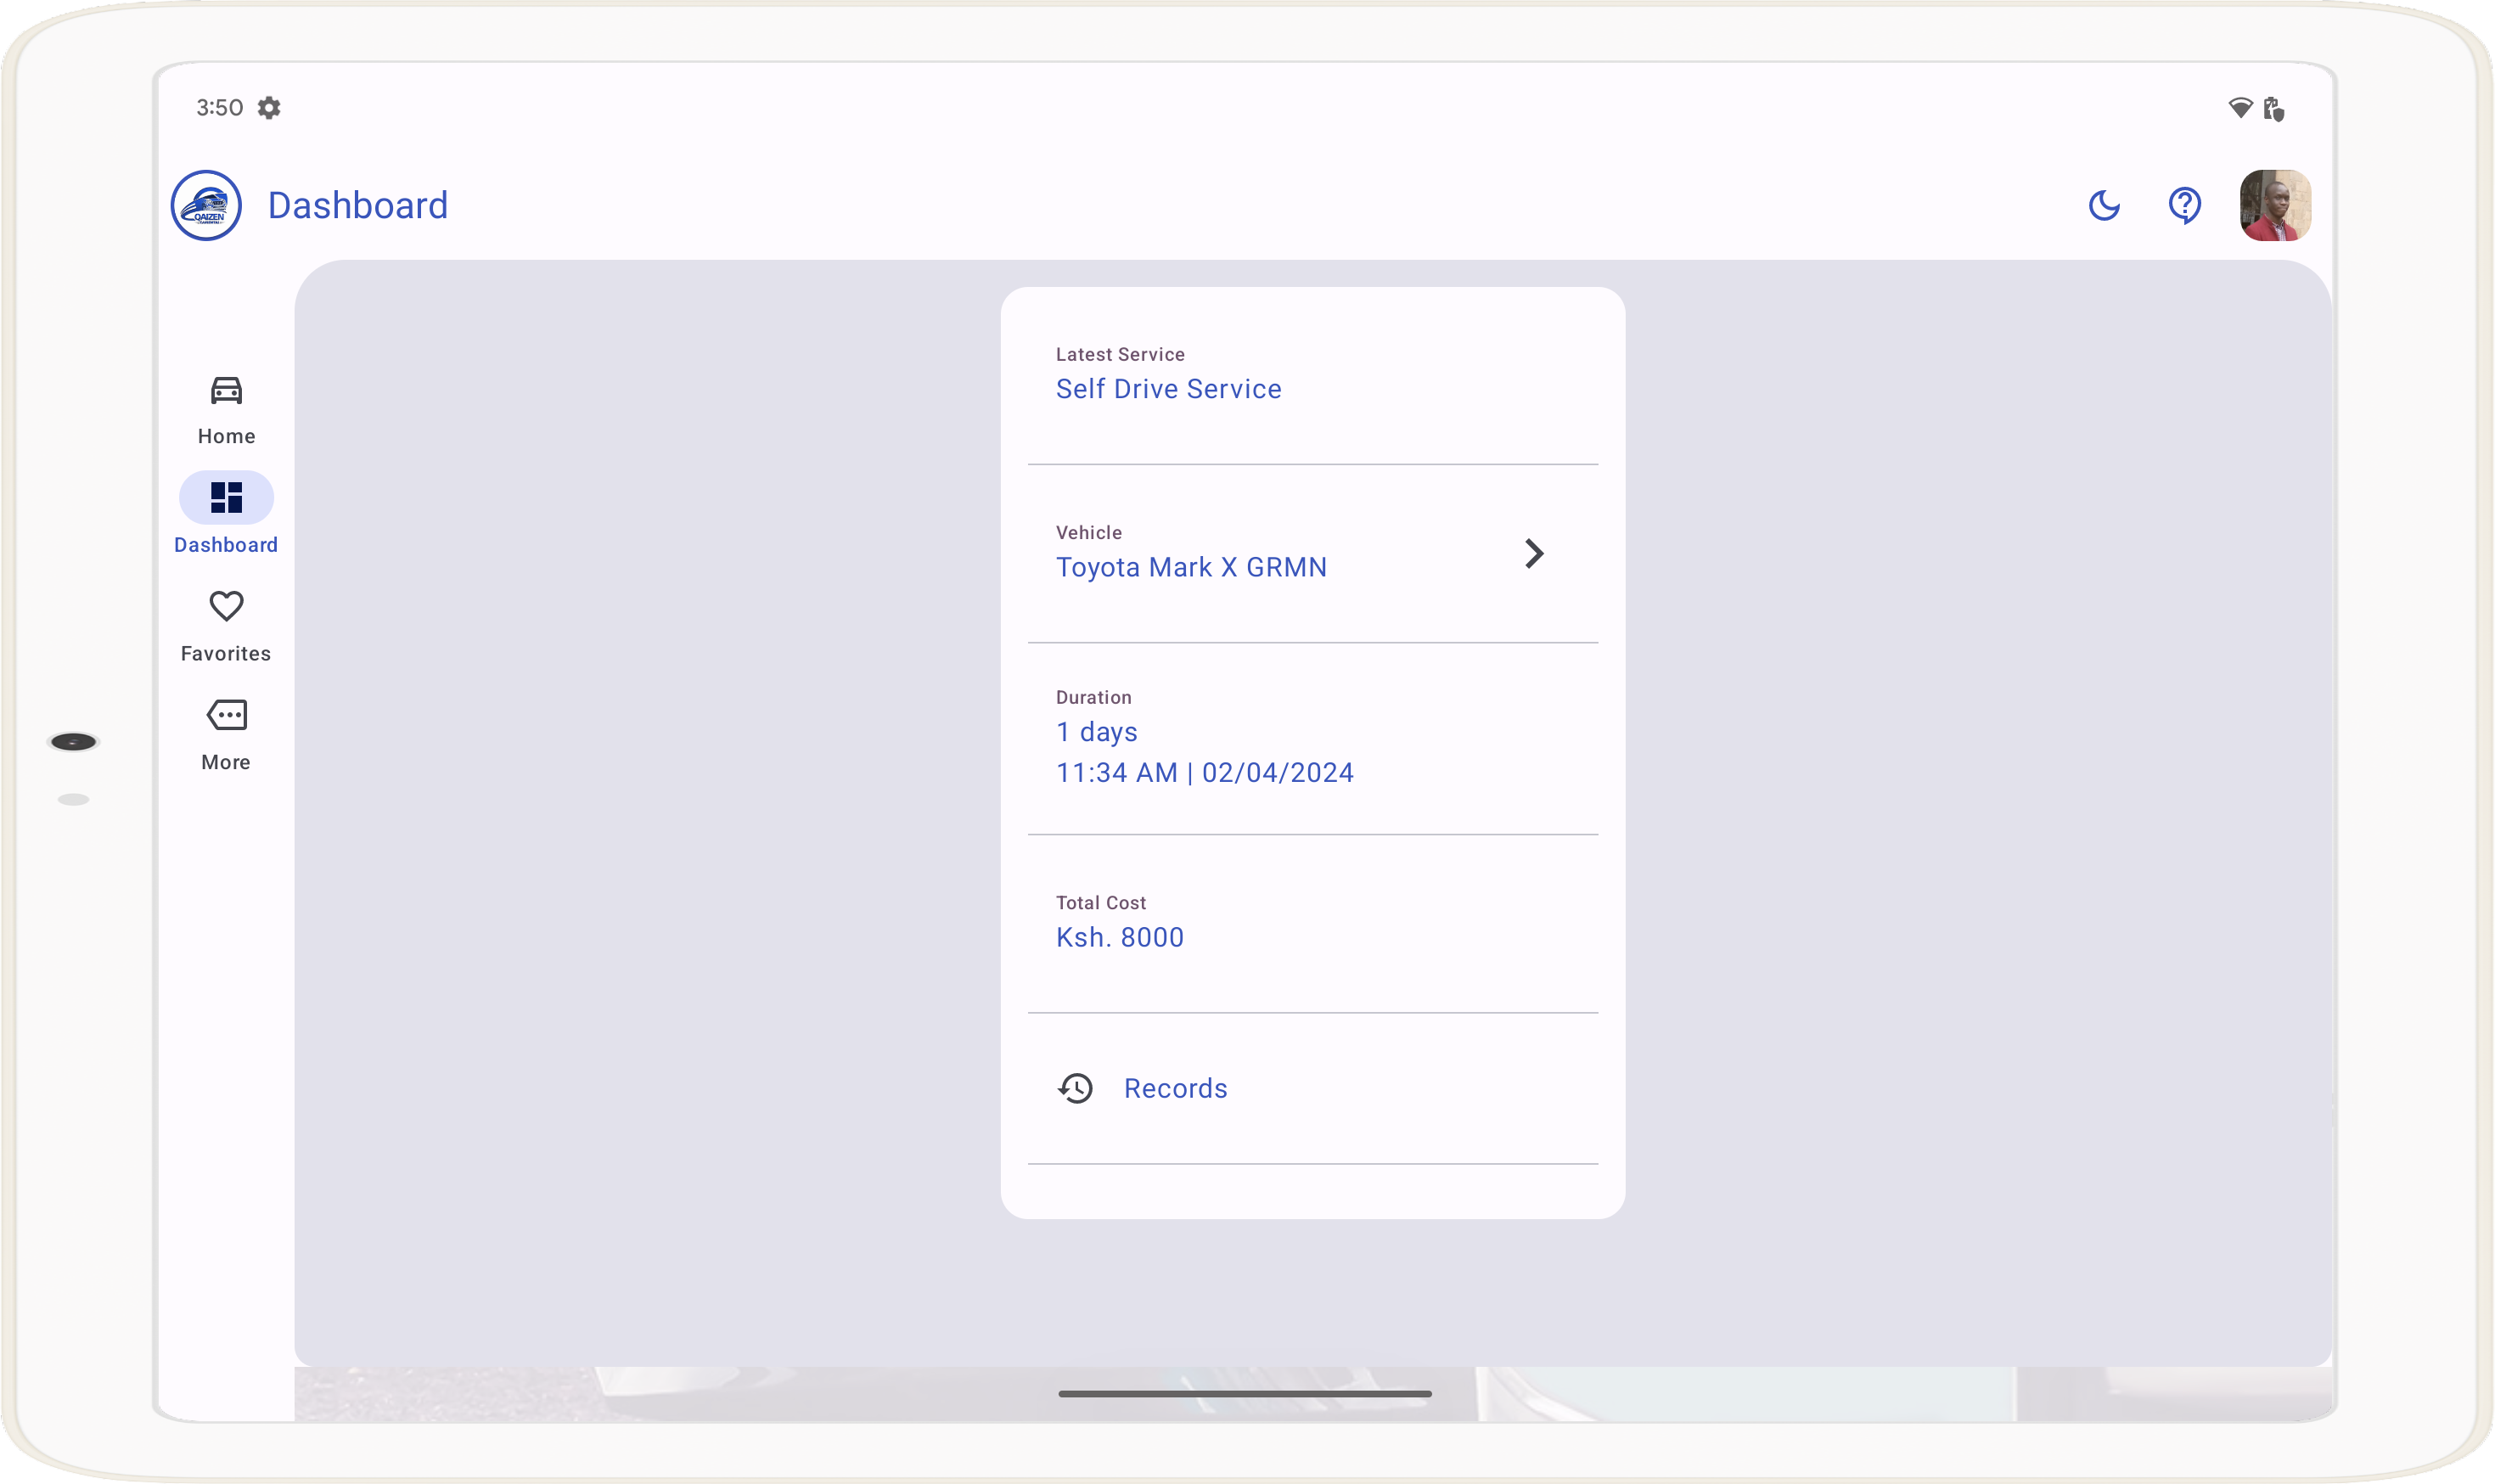 3:50
QAIZEN
Dashboard
Home
Dashboard
Favorites
More
Latest Service
Self Drive Service
Vehicle
Toyota Mark X GRMN
Duration
1 days
11:34 AM | 02/04/2024
Total Cost
Ksh. 8000
Records